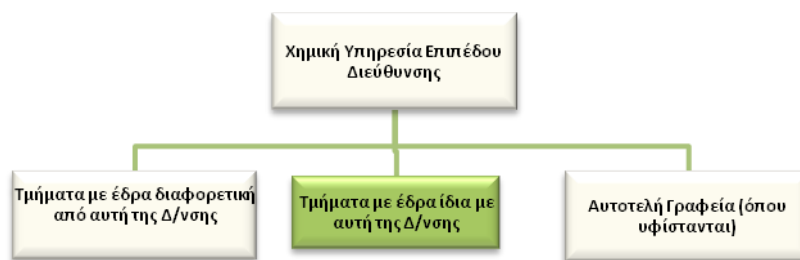 Χημική Υπηρεσία Επιπέδου
Διεύθυνσης
Τμήματα με έδρα διαφορετική
από αυτή της Δ/νσης
Τμήματα με έδρα ίδια με
αυτή της Δ/νσης
Αυτοτελή Γραφεία (όπου
υφίστανται)